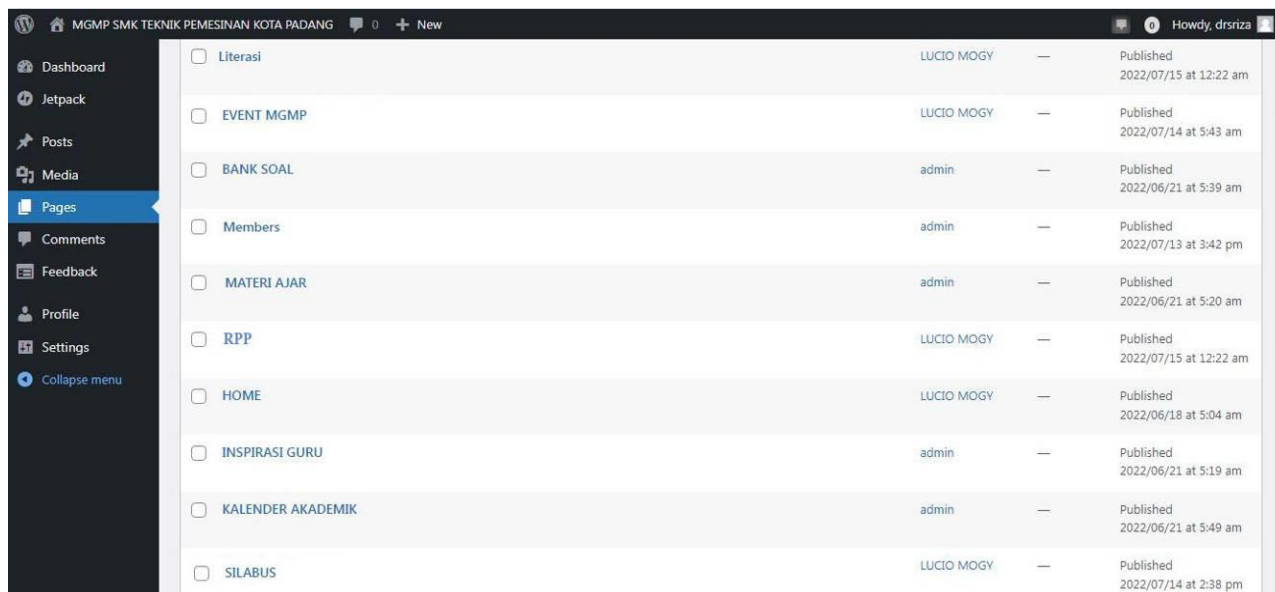 MGMP SMK TEKNIK PEMESINAN KOTA PADANG 0 + New 0 Howdy, drsriza
Dashboard
Jetpack
Posts
Media
Pages
Comments
Feedback
Profile
Settings
Collapse menu
Literasi LUCIO MOGY — Published
2022/07/15 at 12:22 am
EVENT MGMP LUCIO MOGY — Published
2022/07/14 at 5:43 am
BANK SOAL admin — Published
2022/06/21 at 5:39 am
Members admin — Published
2022/07/13 at 3:42 pm
MATERI AJAR admin — Published
2022/06/21 at 5:20 am
RPP LUCIO MOGY — Published
2022/07/15 at 12:22 am
HOME LUCIO MOGY — Published
2022/06/18 at 5:04 am
INSPIRASI GURU admin — Published
2022/06/21 at 5:19 am
KALENDER AKADEMIK admin — Published
2022/06/21 at 5:49 am
SILABUS LUCIO MOGY — Published
2022/07/14 at 2:38 pm